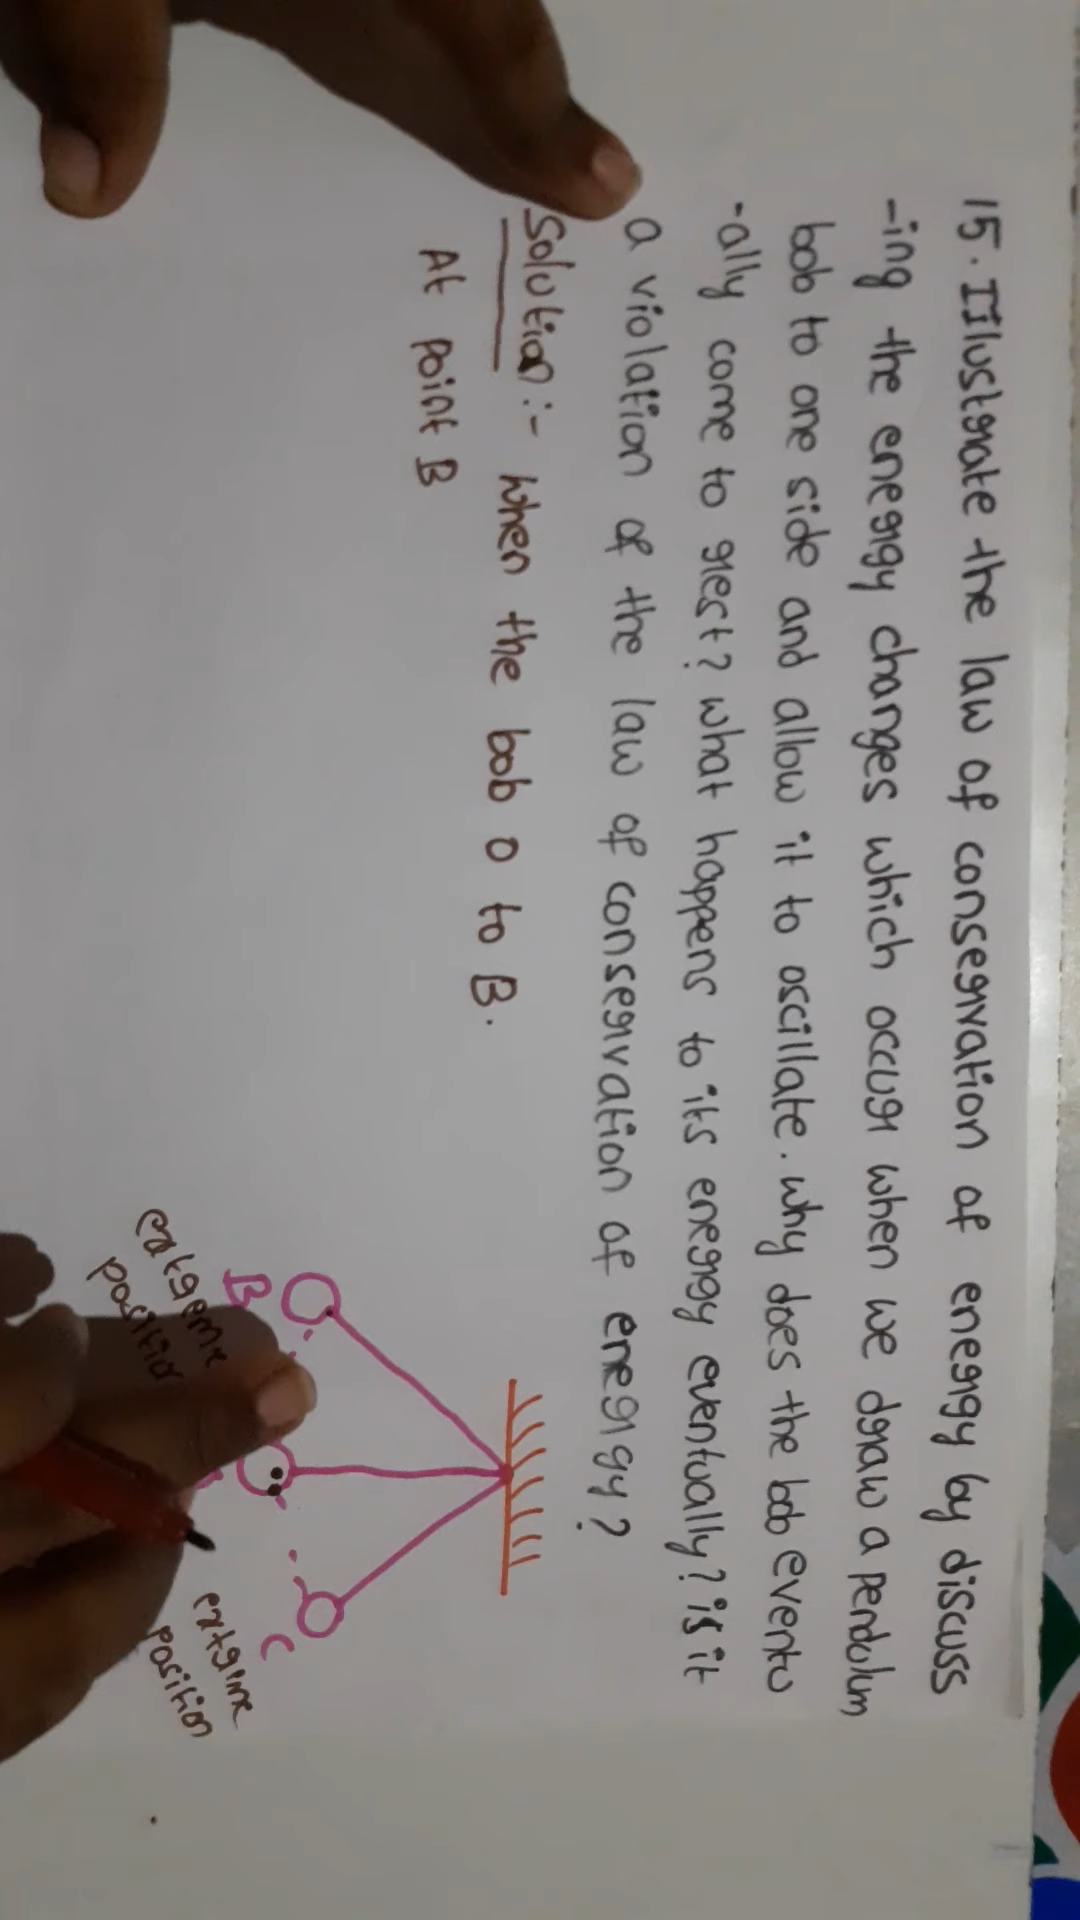 15. Illustrate the law of conservation of energy by discuss
-ing the energy changes which occur when we draw a pendulum
bob to one side and allow it to oscillate. why does the bob eventu
-ally come to rest? what happens to its energy eventually? is it
a violation of the law of conservation of energy?
Solution:- when the bob O to B.
At point B
B
extreme
position
C
extrme
position